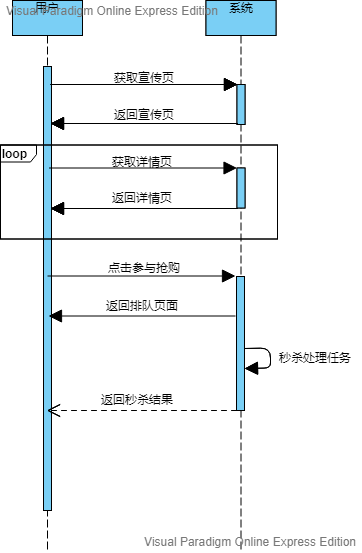 Visual Paradigm Online Express Edition
用户
系统
获取宣传页
返回宣传页
loop
获取详情页
返回详情页
点击参与抢购
返回排队页面
秒杀处理任务
返回秒杀结果
Visual Paradigm Online Express Edition